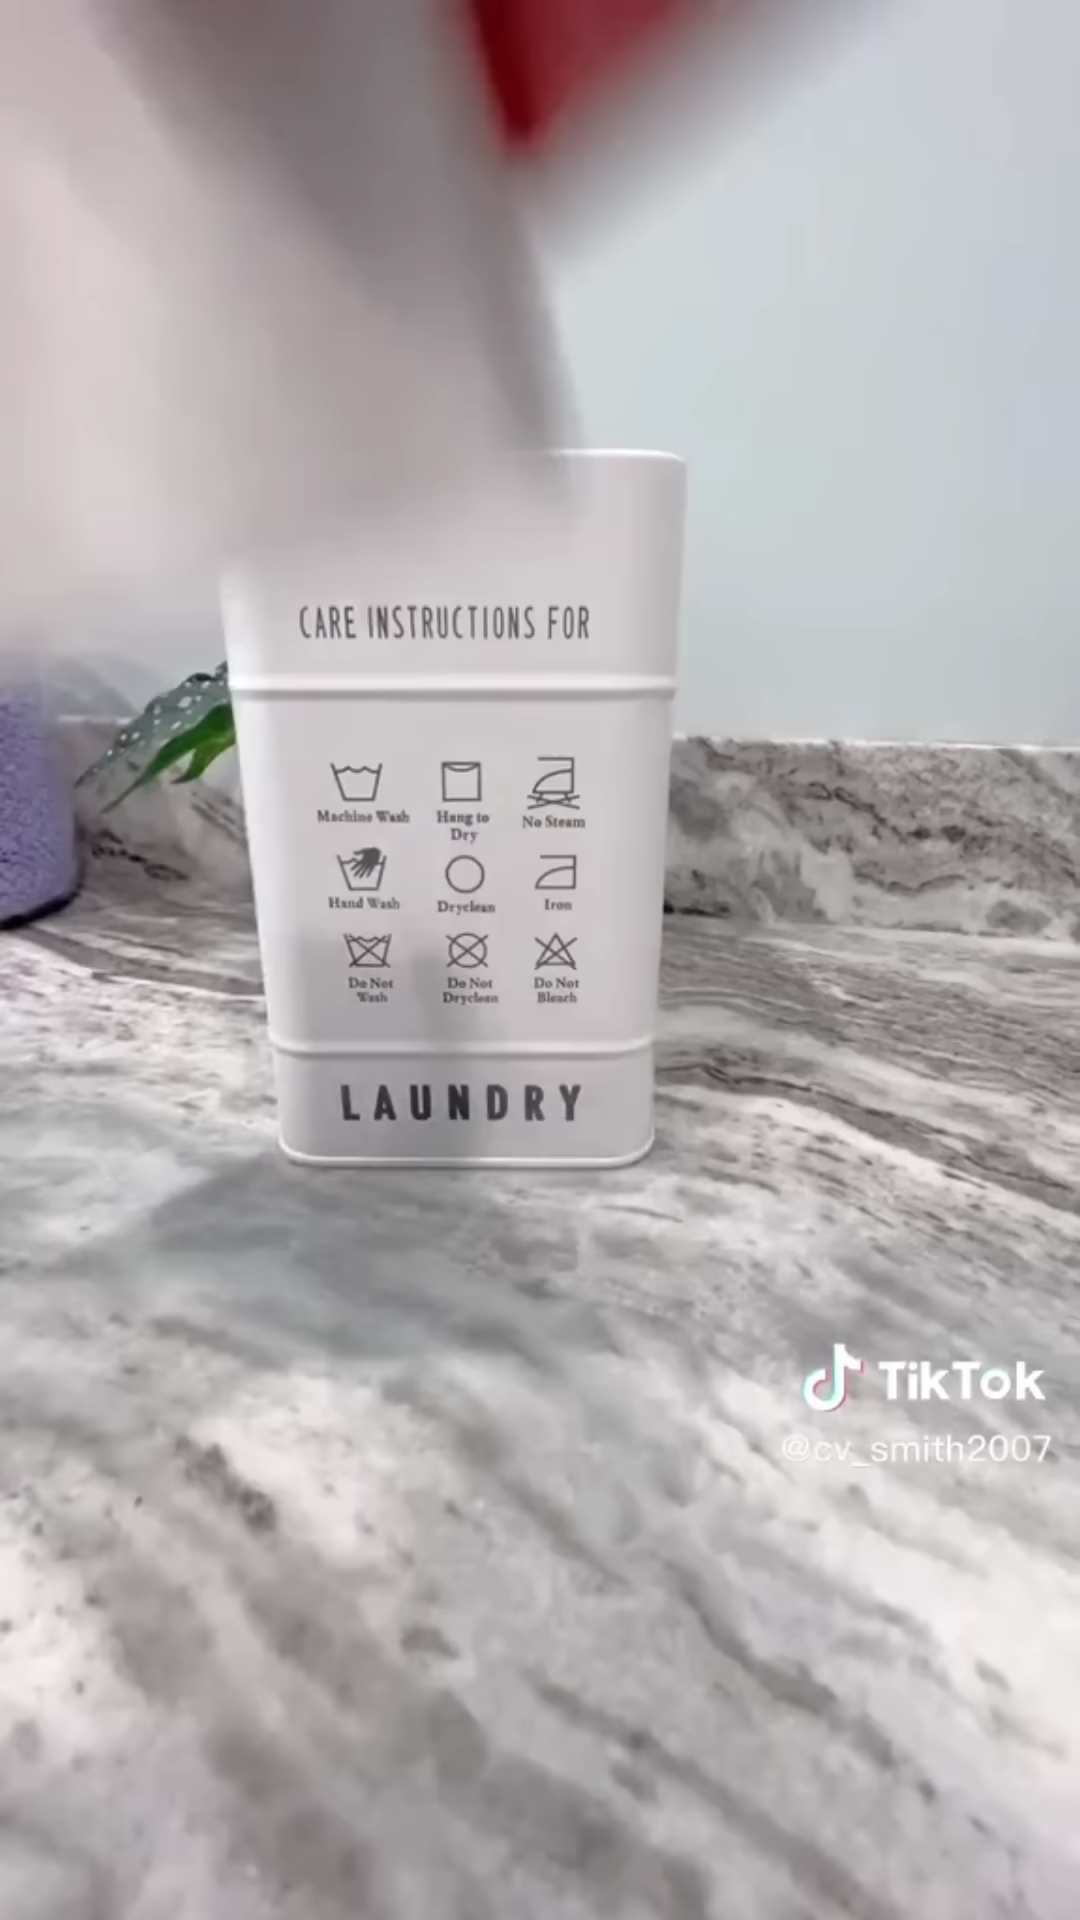 CARE INSTRUCTIONS FOR
Machine Wash
Hang to
Dry
No Steam
Hand Wash
Dryclean
Iron
Do Not
Wash
Do Not
Dryclean
Do Not
Bleach
LAUNDRY
TikTok
@cv_smith2007